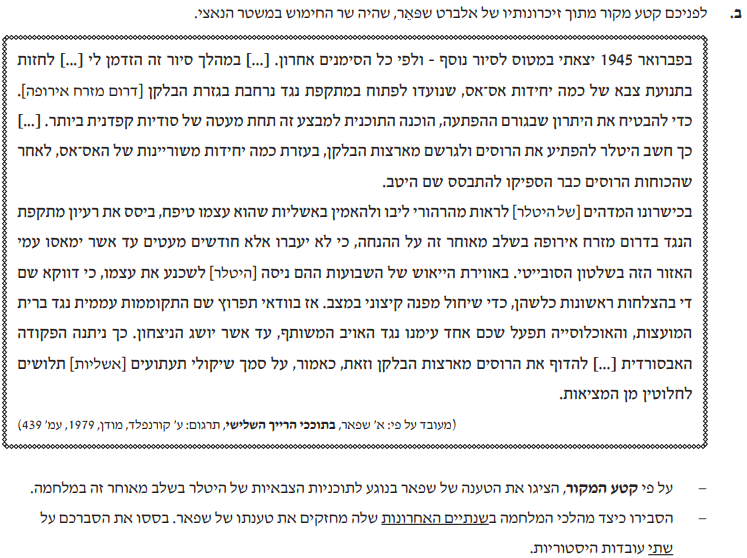 ב. לפניכם קטע מקור מתוך זיכרונותיו של אלברט שפּאֵר, שהיה שר החימוש במשטר הנאצי.
בפברואר 1945 יצאתי במטוס לסיור נוסף - ולפי כל הסימנים אחרון. [...] במהלך סיור זה הזדמן לי [...] לחזות
בתנועת צבא של כמה יחידות אס־אס, שנועדו לפתוח במתקפת נגד נרחבת בגזרת הבלקן [דרום מזרח אירופה].
כדי להבטיח את היתרון שבגורם ההפתעה, הוכנה התוכנית למבצע זה תחת מעטה של סודיות קפדנית ביותר. [...]
כך חשב היטלר להפתיע את הרוסים ולגרשם מארצות הבלקן, בעזרת כמה יחידות משוריינות של האס־אס, לאחר
שהכוחות הרוסים כבר הספיקו להתבסס שם היטב.
בכישרונו המדהים [של היטלר] לראות מהרהורי ליבו ולהאמין באשליות שהוא עצמו טיפח, ביסס את רעיון מתקפת
הנגד בדרום מזרח אירופה בשלב מאוחר זה על ההנחה, כי לא יעברו אלא חודשים מעטים עד אשר ימאסו עמי
האזור הזה בשלטון הסובייטי. באווירת הייאוש של השבועות ההם ניסה [היטלר] לשכנע את עצמו, כי דווקא שם
די בהצלחות ראשונות כלשהן, כדי שיחול מפנה קיצוני במצב. אז בוודאי תפרוץ שם התקוממות עממית נגד ברית
המועצות, והאוכלוסייה תפעל שכם אחד עימנו נגד האויב המשותף, עד אשר יושג הניצחון. כך ניתנה הפקודה
האבסורדית [...] להדוף את הרוסים מארצות הבלקן וזאת, כאמור, על סמך שיקולי תעתועים [אשליות] תלושים
לחלוטין מן המציאות.
(מעובד על פי: א' שפאר, בתוככי הרייך השלישי, תרגום: ע' קורנפלד, מודן, 1979, עמ' 439)
– על פי קטע המקור, הציגו את הטענה של שפאר בנוגע לתוכניות הצבאיות של היטלר בשלב מאוחר זה במלחמה.
– הסבירו כיצד מהלכי המלחמה בשנתיים האחרונות שלה מחזקים את טענתו של שפאר. בססו את הסברכם על
שתי עובדות היסטוריות.